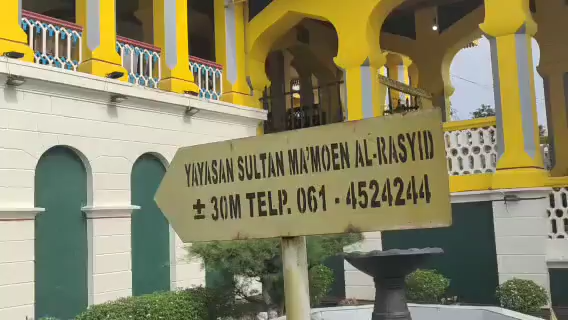 YAYASAN SULTAN MA'MOEN AL-RASYID
± 30M TELP. 061 - 4524244